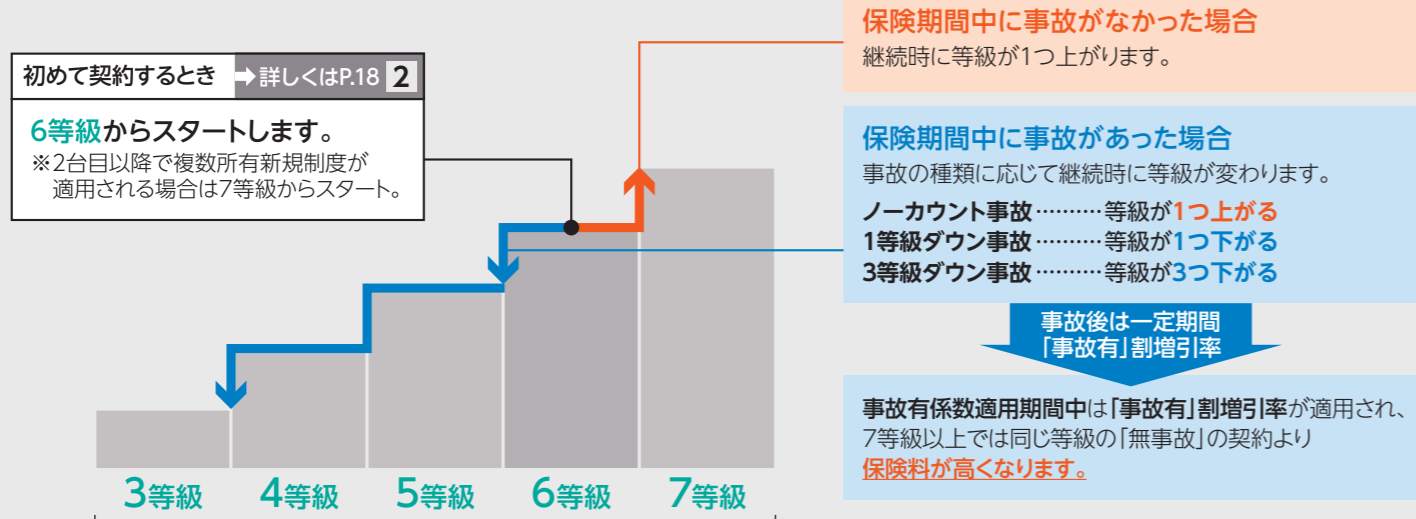 初めて契約するとき ➡詳しくはP.18 2
6等級からスタートします。
※2台目以降で複数所有新規制度が
適用される場合は7等級からスタート。
保険期間中に事故がなかった場合
継続時に等級が1つ上がります。
保険期間中に事故があった場合
事故の種類に応じて継続時に等級が変わります。
ノーカウント事故…………等級が1つ上がる
1等級ダウン事故…………等級が1つ下がる
3等級ダウン事故…………等級が3つ下がる
事故後は一定期間
「事故有」割増引率
事故有係数適用期間中は「事故有」割増引率が適用され、
7等級以上では同じ等級の「無事故」の契約より
保険料が高くなります。
3等級 4等級 5等級 6等級 7等級